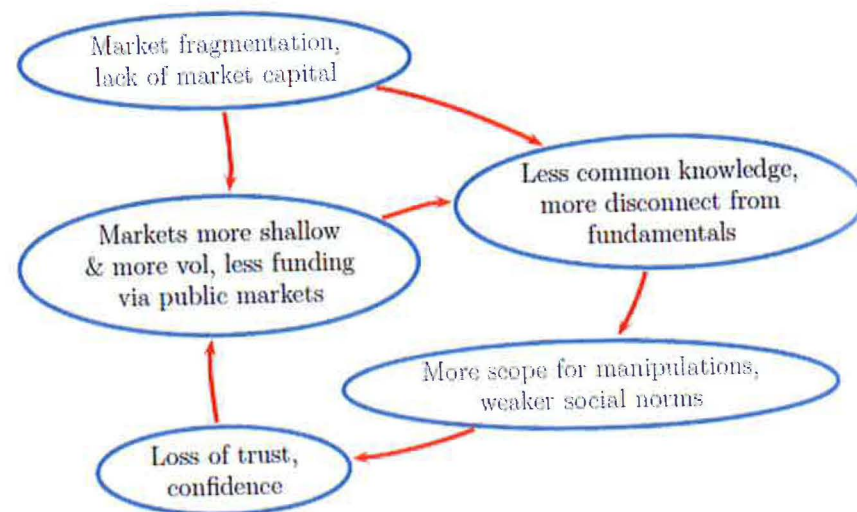 Market fragmentation,
lack of market capital
Less common knowledge,
more disconnect from
fundamentals
Markets more shallow
& more vol, less funding
via public markets
More scope for manipulations,
weaker social norms
Loss of trust,
confidence